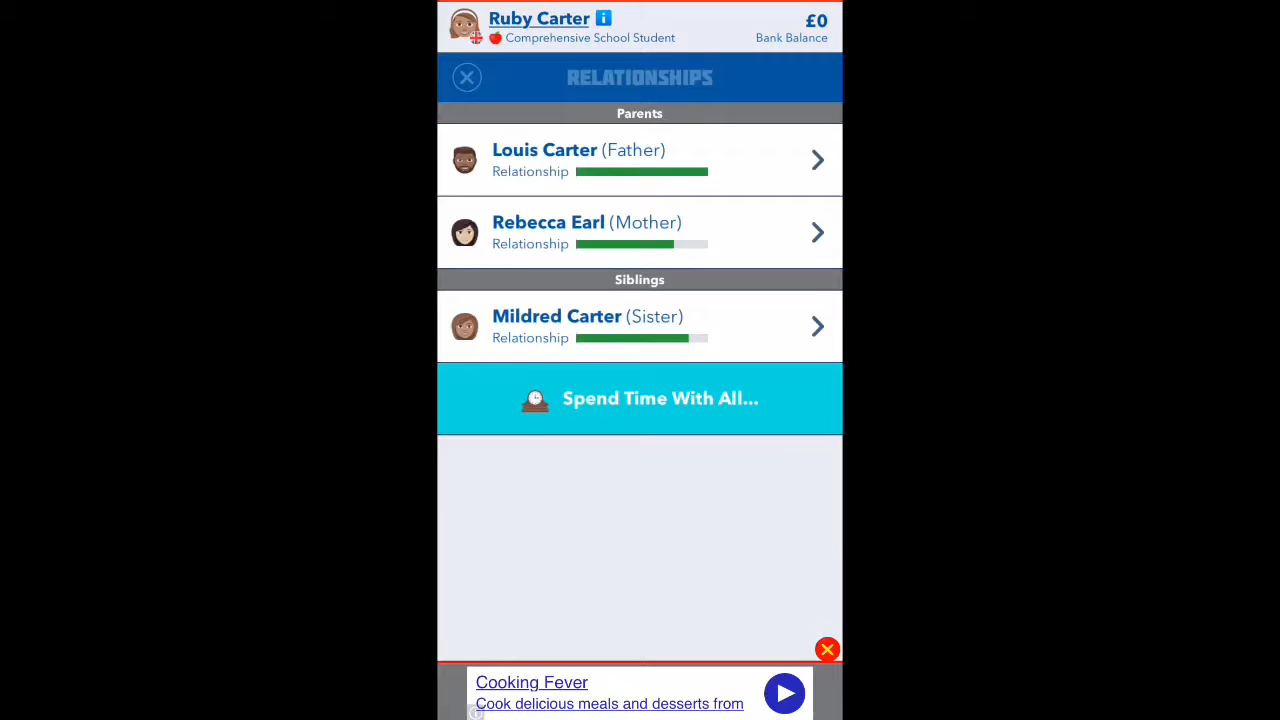 Ruby Carter
£0
Comprehensive School Student
Bank Balance
RELATIONSHIPS
Parents
Louis Carter (Father)
Relationship
Rebecca Earl (Mother)
Relationship
Siblings
Mildred Carter (Sister)
Relationship
Spend Time With All...
Cooking Fever
Cook delicious meals and desserts from